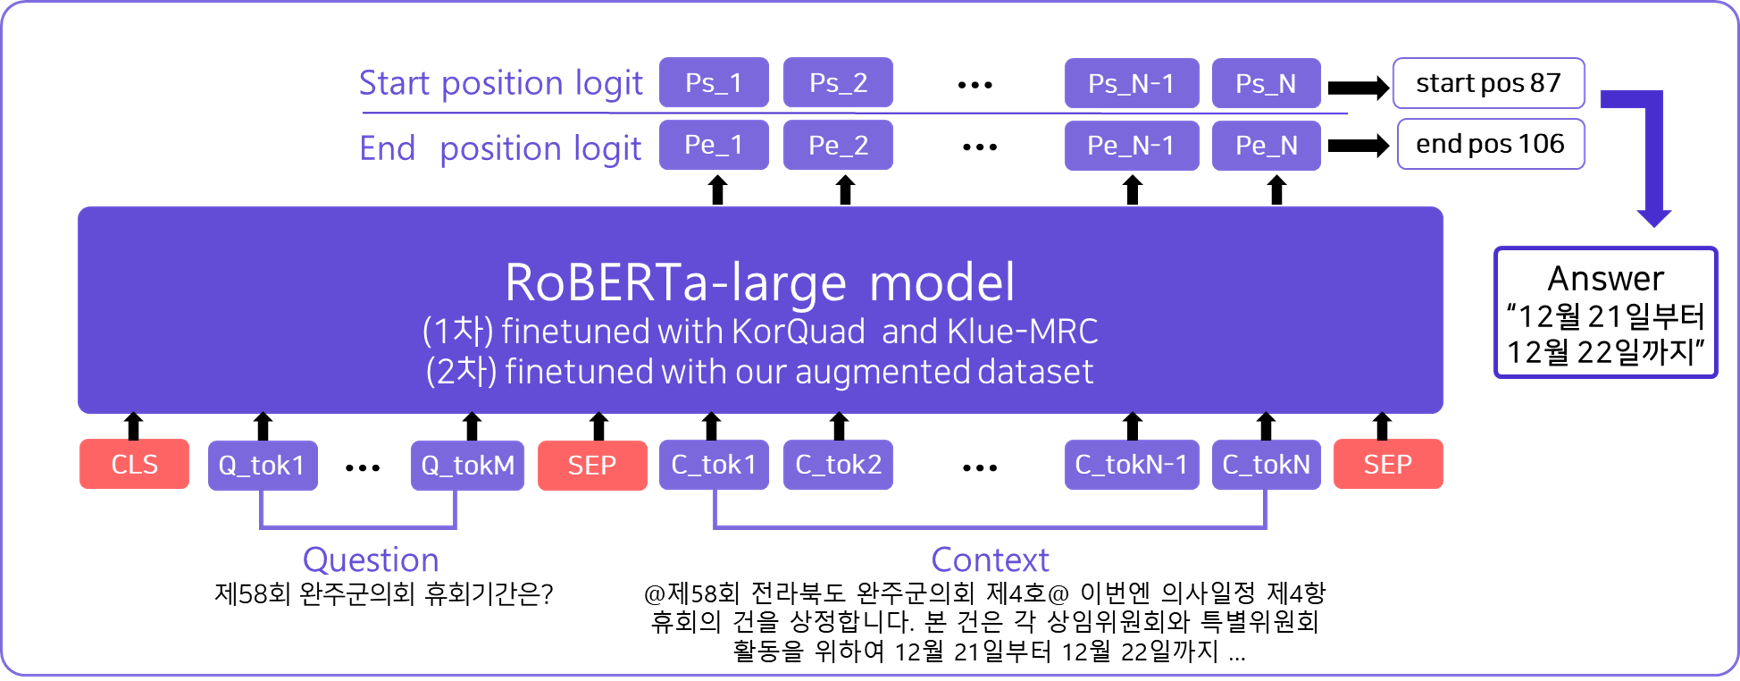 Start position logit Ps_1 Ps_2 ... Ps_N-1 Ps_N start pos 87
End position logit Pe_1 Pe_2 ... Pe_N-1 Pe_N end pos 106
RoBERTa-large model
(1차) finetuned with KorQuad and Klue-MRC
(2차) finetuned with our augmented dataset
Answer
“12월 21일부터
12월 22일까지”
CLS Q_tok1 ... Q_tokM SEP C_tok1 C_tok2 ... C_tokN-1 C_tokN SEP
Question
제58회 완주군의회 휴회기간은?
Context
@제58회 전라북도 완주군의회 제4호@ 이번엔 의사일정 제4항
휴회의 건을 상정합니다. 본 건은 각 상임위원회와 특별위원회
활동을 위하여 12월 21일부터 12월 22일까지 ...